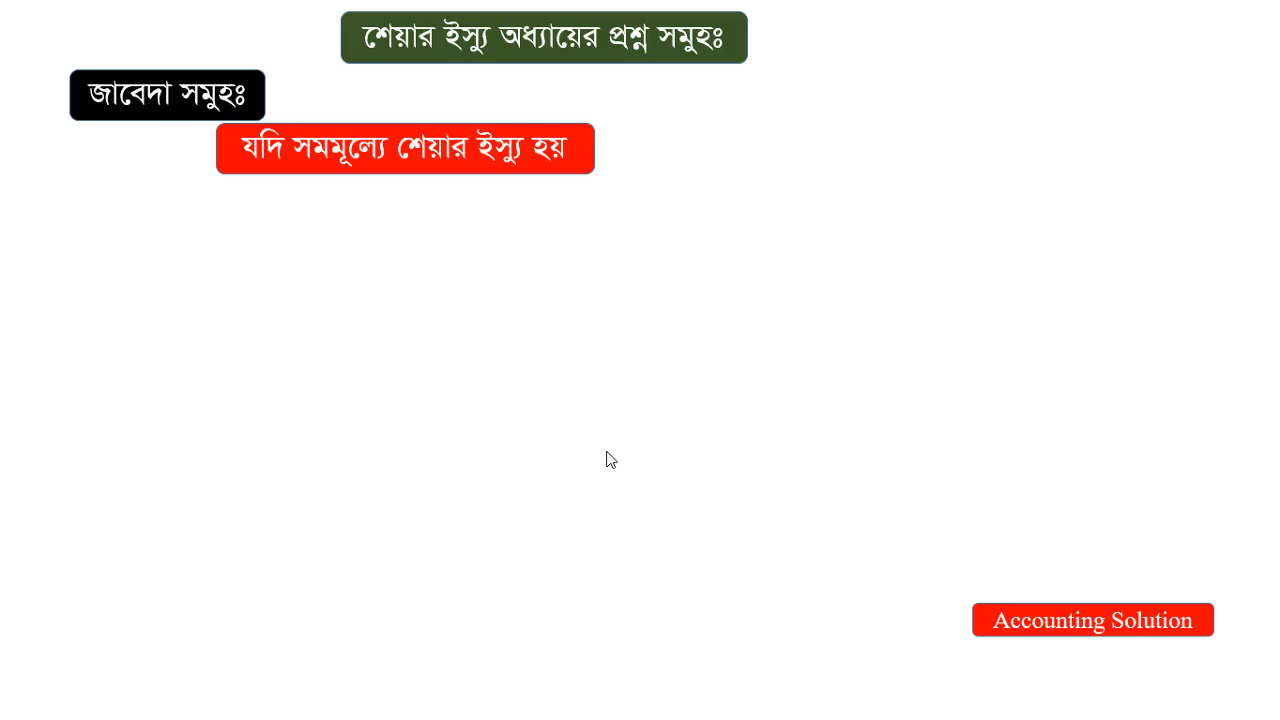 শেয়ার ইস্যু অধ্যায়ের প্রশ্ন সমুহঃ
জাবেদা সমুহঃ
যদি সমমূল্যে শেয়ার ইস্যু হয়
Accounting Solution